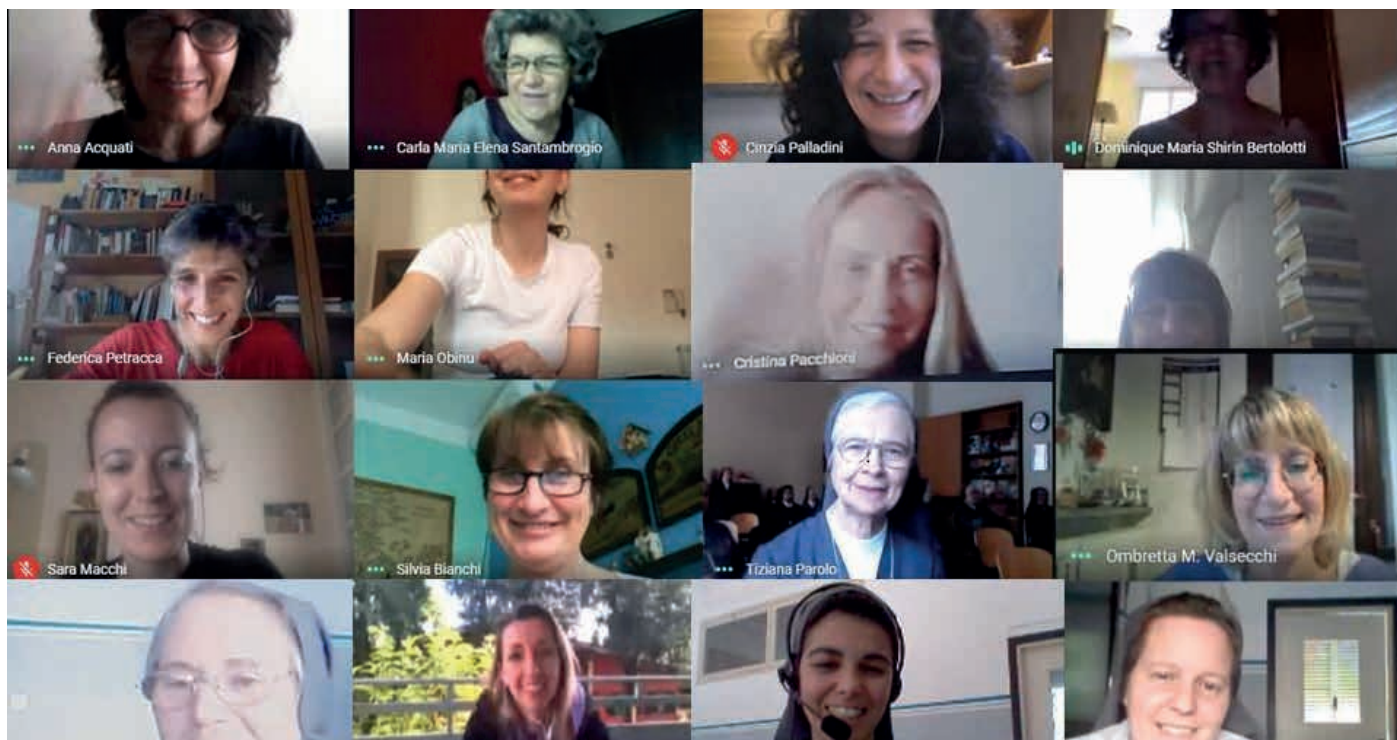 Anna Acquati
Carla Maria Elena Santambrogio
Cinzia Palladini
Dominique Maria Shirin Bertolotti
Federica Petracca
Maria Obinu
Cristina Pacchioni
Sara Macchi
Silvia Bianchi
Tiziana Parolo
Ombretta M. Valsecchi